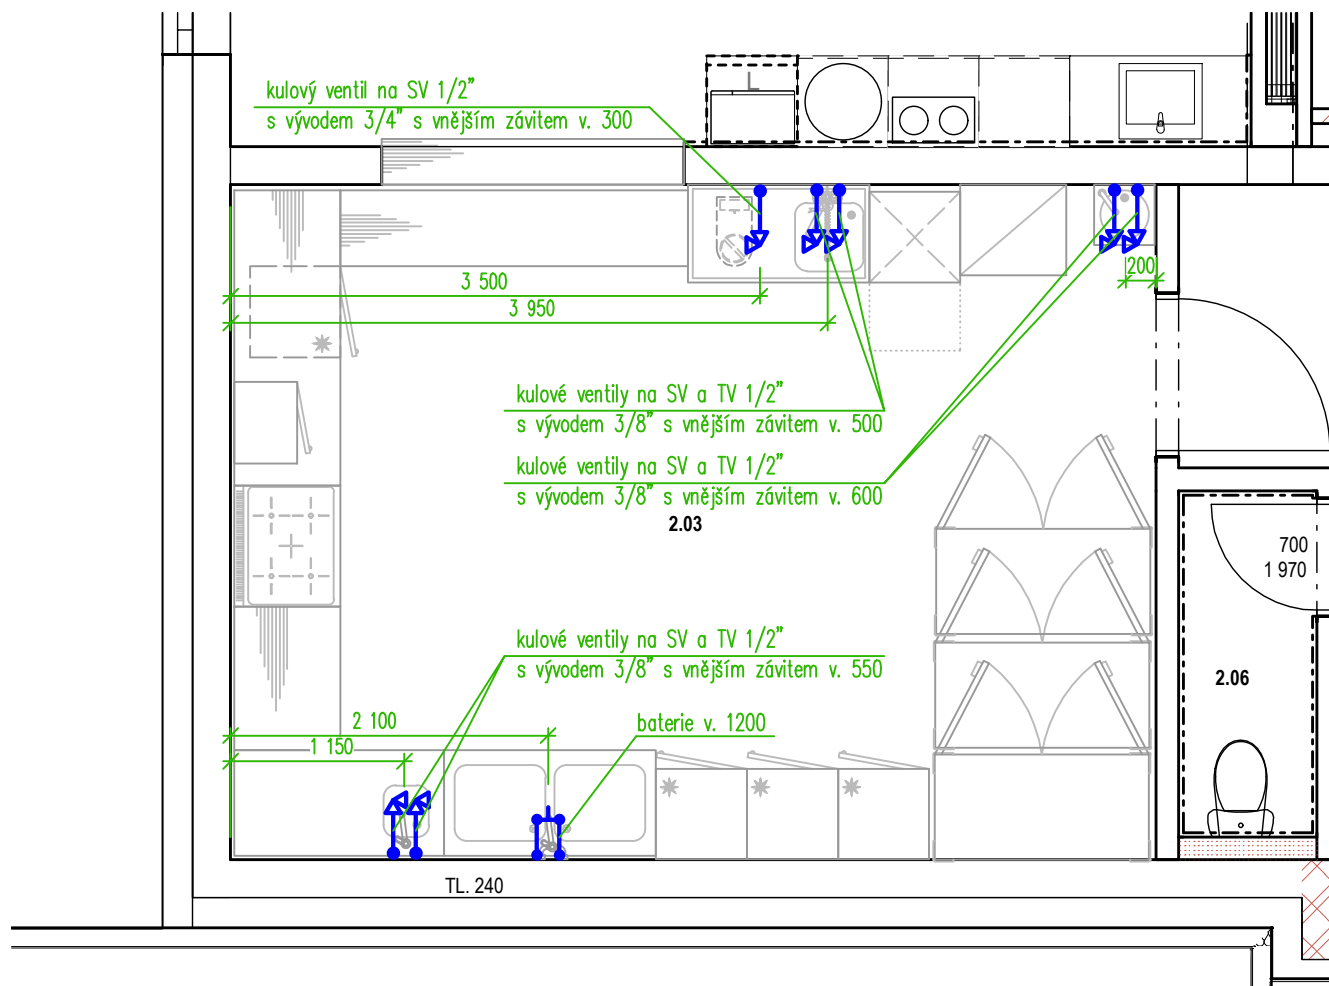 kulový ventil na SV 1/2"
s vývodem 3/4" s vnějším závitem v. 300
L
3 500
3 950
200
kulové ventily na SV a TV 1/2"
s vývodem 3/8" s vnějším závitem v. 500
kulové ventily na SV a TV 1/2"
s vývodem 3/8" s vnějším závitem v. 600
2.03
700
1 970
kulové ventily na SV a TV 1/2"
s vývodem 3/8" s vnějším závitem v. 550
2.06
2 100
baterie v. 1200
1 150
TL. 240